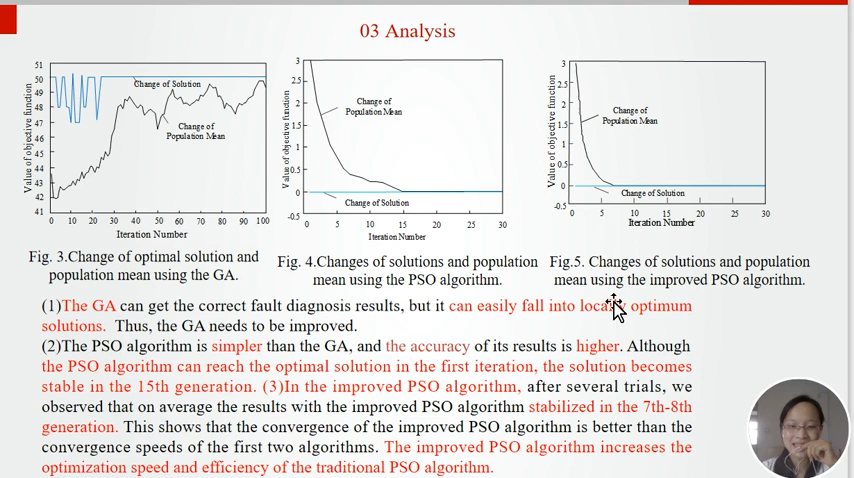 03 Analysis
51
50
49
48
47
46
45
44
43
42
41
Value of objective function
Change of Solution
Change of
Population Mean
0 10 20 30 40 50 60 70 80 90 100
Iteration Number
3
2.5
2
1.5
1
0.5
0
-0.5
Value of objective function
Change of
Population Mean
Change of Solution
0 5 10 15 20 25 30
Iteration Number
3
2.5
2
1.5
1
0.5
0
-0.5
Value of objective function
Change of
Population Mean
Change of Solution
0 5 10 15 20 25 30
Iteration Number
Fig. 3.Change of optimal solution and
population mean using the GA.
Fig. 4.Changes of solutions and population
mean using the PSO algorithm.
Fig.5. Changes of solutions and population
mean using the improved PSO algorithm.
(1)The GA can get the correct fault diagnosis results, but it can easily fall into locally optimum
solutions. Thus, the GA needs to be improved.
(2)The PSO algorithm is simpler than the GA, and the accuracy of its results is higher. Although
the PSO algorithm can reach the optimal solution in the first iteration, the solution becomes
stable in the 15th generation. (3)In the improved PSO algorithm, after several trials, we
observed that on average the results with the improved PSO algorithm stabilized in the 7th-8th
generation. This shows that the convergence of the improved PSO algorithm is better than the
convergence speeds of the first two algorithms. The improved PSO algorithm increases the
optimization speed and efficiency of the traditional PSO algorithm.